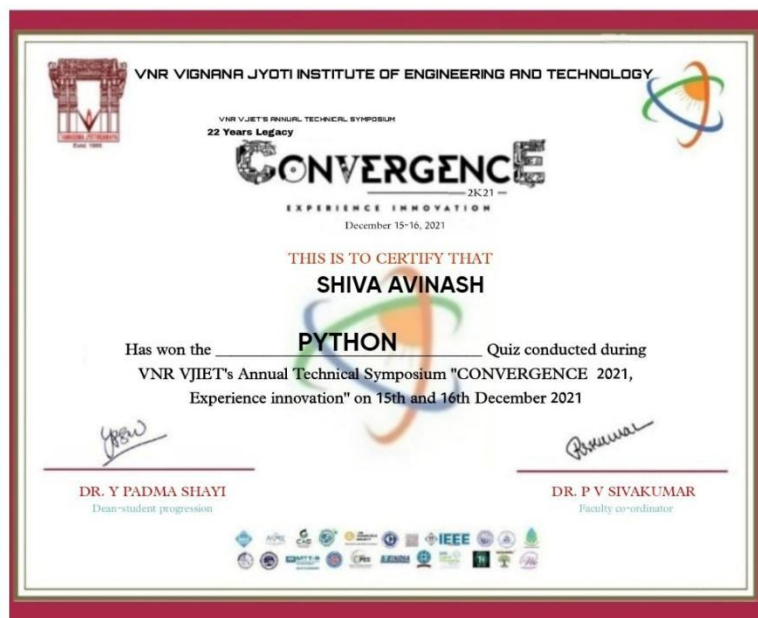 VNR VIGNANA JYOTI INSTITUTE OF ENGINEERING AND TECHNOLOGY
Estd. 1995
VNR VJIET'S ANNUAL TECHNICAL SYMPOSIUM
22 Years Legacy
CONVERGENCE
2K21
EXPERIENCE INNOVATION
December 15-16, 2021
THIS IS TO CERTIFY THAT
SHIVA AVINASH
Has won the PYTHON Quiz conducted during
VNR VJIET's Annual Technical Symposium "CONVERGENCE 2021,
Experience innovation" on 15th and 16th December 2021
DR. Y PADMA SHAYI
Dean-student progression
DR. P V SIVAKUMAR
Faculty co-ordinator
IEEE